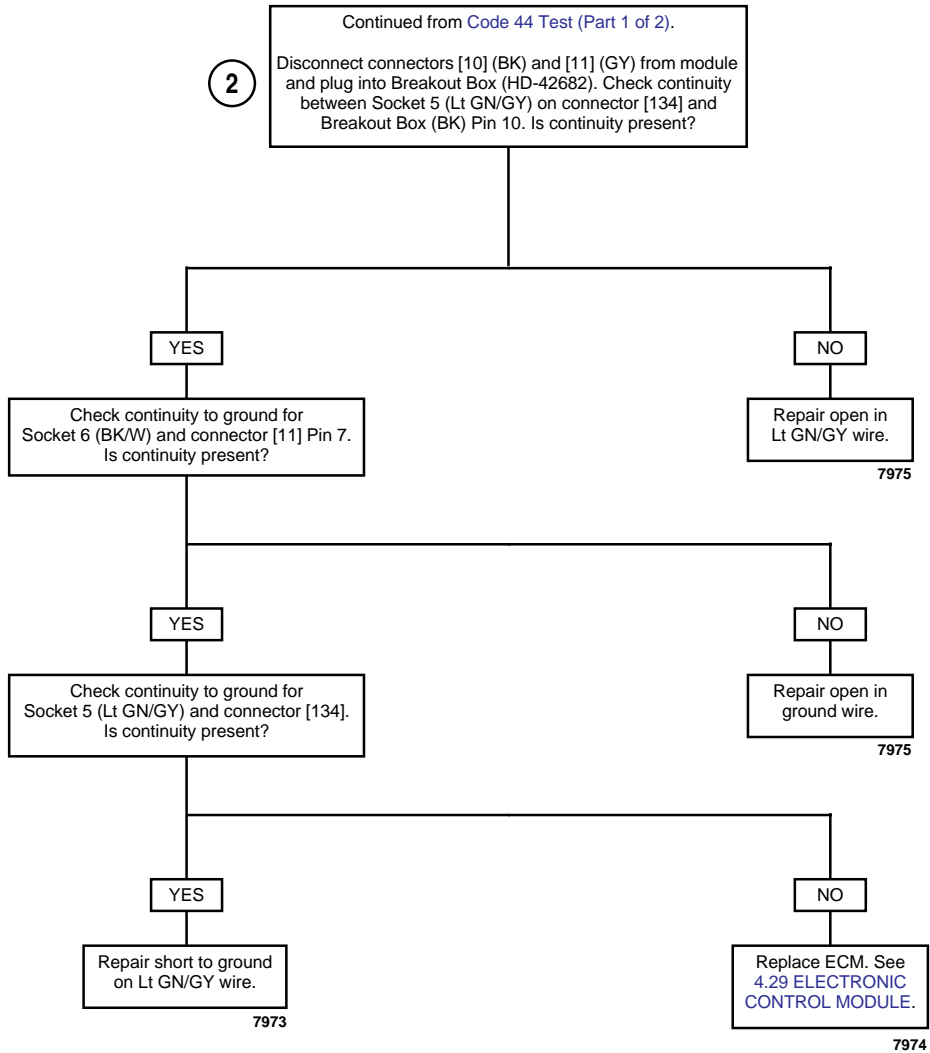 Continued from Code 44 Test (Part 1 of 2).
2
Disconnect connectors [10] (BK) and [11] (GY) from module
and plug into Breakout Box (HD-42682). Check continuity
between Socket 5 (Lt GN/GY) on connector [134] and
Breakout Box (BK) Pin 10. Is continuity present?
YES
NO
Check continuity to ground for
Socket 6 (BK/W) and connector [11] Pin 7.
Is continuity present?
Repair open in
Lt GN/GY wire.
7975
YES
NO
Check continuity to ground for
Socket 5 (Lt GN/GY) and connector [134].
Is continuity present?
Repair open in
ground wire.
7975
YES
NO
Repair short to ground
on Lt GN/GY wire.
7973
Replace ECM. See
4.29 ELECTRONIC
CONTROL MODULE.
7974